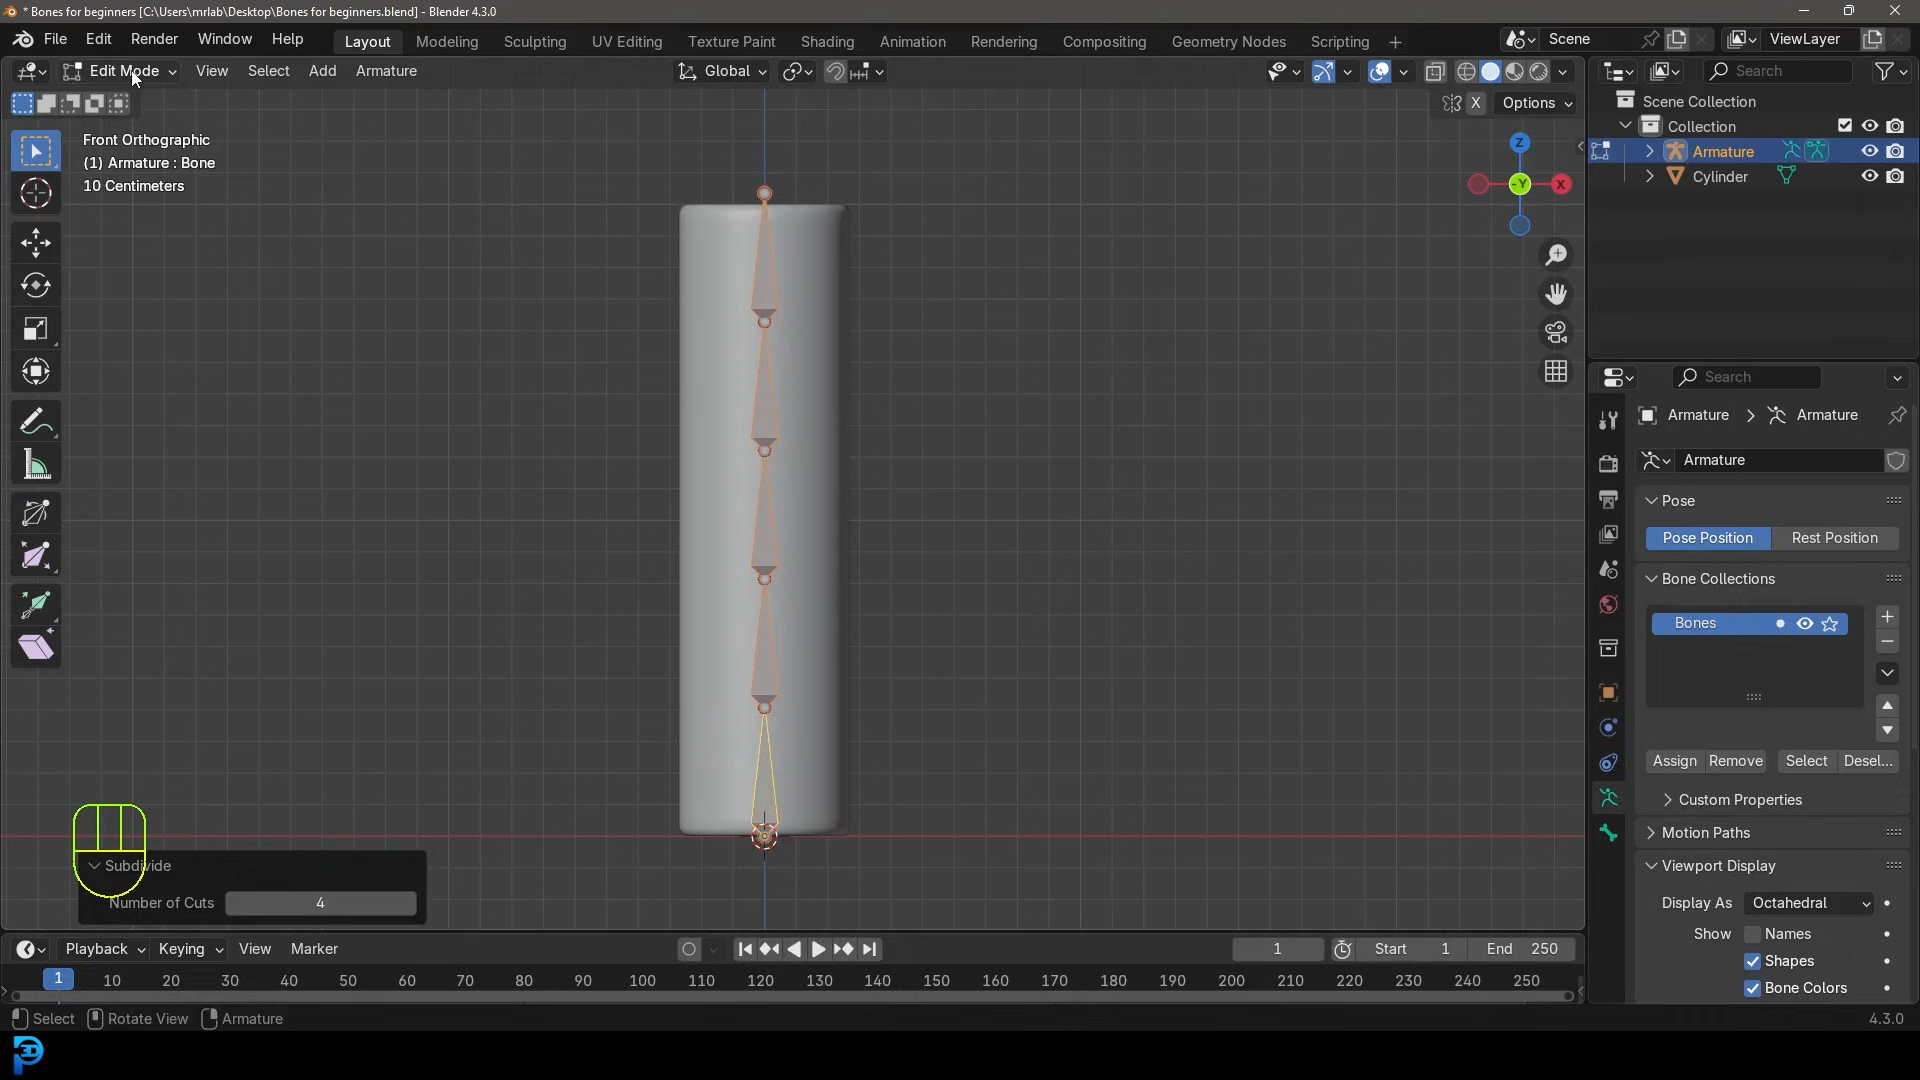 * Bones for beginners [C:\Users\mrlab\Desktop\Bones for beginners.blend] - Blender 4.3.0
File Edit Render Window Help Layout Modeling Sculpting UV Editing Texture Paint Shading Animation Rendering Compositing Geometry Nodes Scripting + Scene ViewLayer
Edit Mode View Select Add Armature Global Search
X Options
Scene Collection
Collection
Armature
Cylinder
Front Orthographic
(1) Armature : Bone
10 Centimeters
Z
-Y
X
Search
Armature > Armature
Armature
Pose
Pose Position Rest Position
Bone Collections
Bones
Assign Remove Select Desel...
Custom Properties
Motion Paths
Viewport Display
Display As Octahedral
Show Names
Shapes
Bone Colors
Subdivide
Number of Cuts 4
Playback Keying View Marker 1 Start 1 End 250
1 10 20 30 40 50 60 70 80 90 100 110 120 130 140 150 160 170 180 190 200 210 220 230 240 250
Select Rotate View Armature 4.3.0